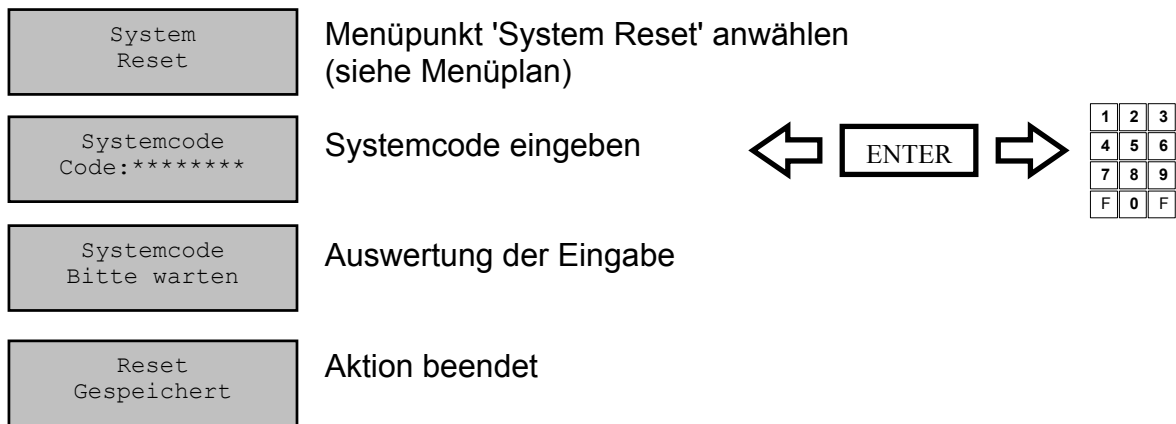 System
Reset
Menüpunkt 'System Reset' anwählen
(siehe Menüplan)
Systemcode
Code:********
Systemcode eingeben
ENTER
1 2 3
4 5 6
7 8 9
F 0 F
Systemcode
Bitte warten
Auswertung der Eingabe
Reset
Gespeichert
Aktion beendet